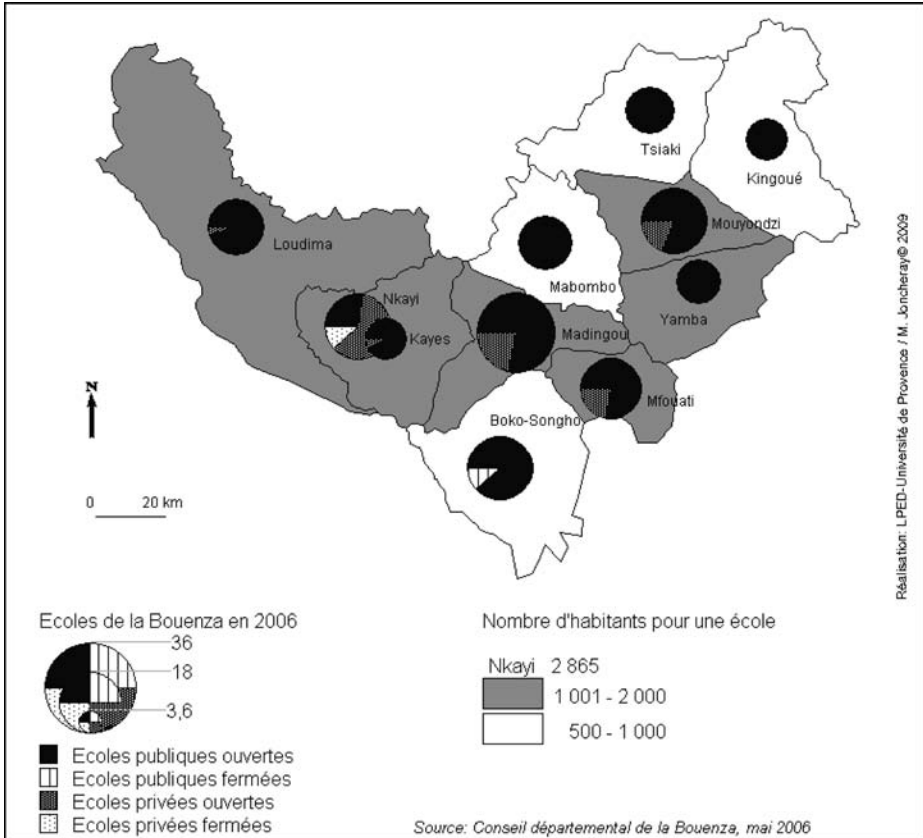 Tsiaki
Kingoué
Mouyondzi
Loudima
Mabombo
Yamba
Nkayi
Kayes
Madingou
Mfouati
Boko-Songho
N
0 20 km
Réalisation: LPED-Université de Provence / M. Joncheray© 2009
Ecoles de la Bouenza en 2006
36
18
3,6
Ecoles publiques ouvertes
Ecoles publiques fermées
Ecoles privées ouvertes
Ecoles privées fermées
Nombre d'habitants pour une école
Nkayi 2 865
1 001 - 2 000
500 - 1 000
Source: Conseil départemental de la Bouenza, mai 2006